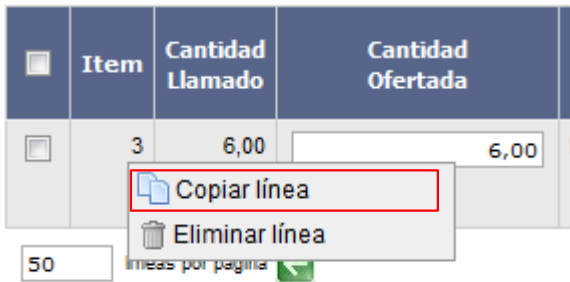 Item
Cantidad
Llamado
Cantidad
Ofertada
3 6,00 6,00
Copiar línea
Eliminar línea
50 líneas por página